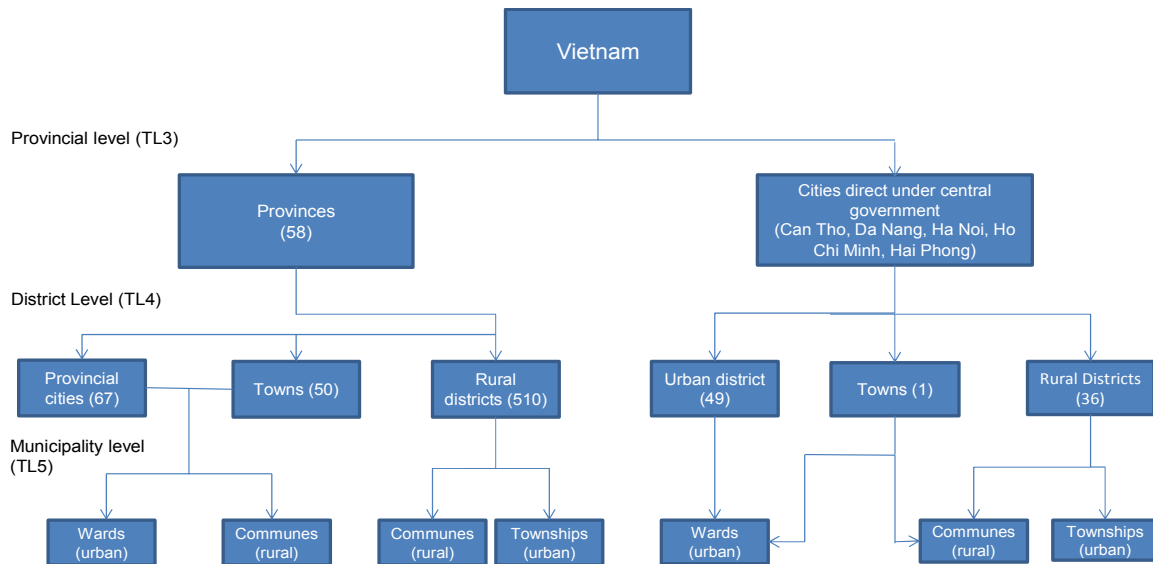 Vietnam
Provincial level (TL3)
Provinces
(58)
Cities direct under central
government
(Can Tho, Da Nang, Ha Noi, Ho
Chi Minh, Hai Phong)
District Level (TL4)
Provincial
cities (67)
Towns (50)
Rural
districts (510)
Urban district
(49)
Towns (1)
Rural Districts
(36)
Municipality level
(TL5)
Wards
(urban)
Communes
(rural)
Communes
(rural)
Townships
(urban)
Wards
(urban)
Communes
(rural)
Townships
(urban)